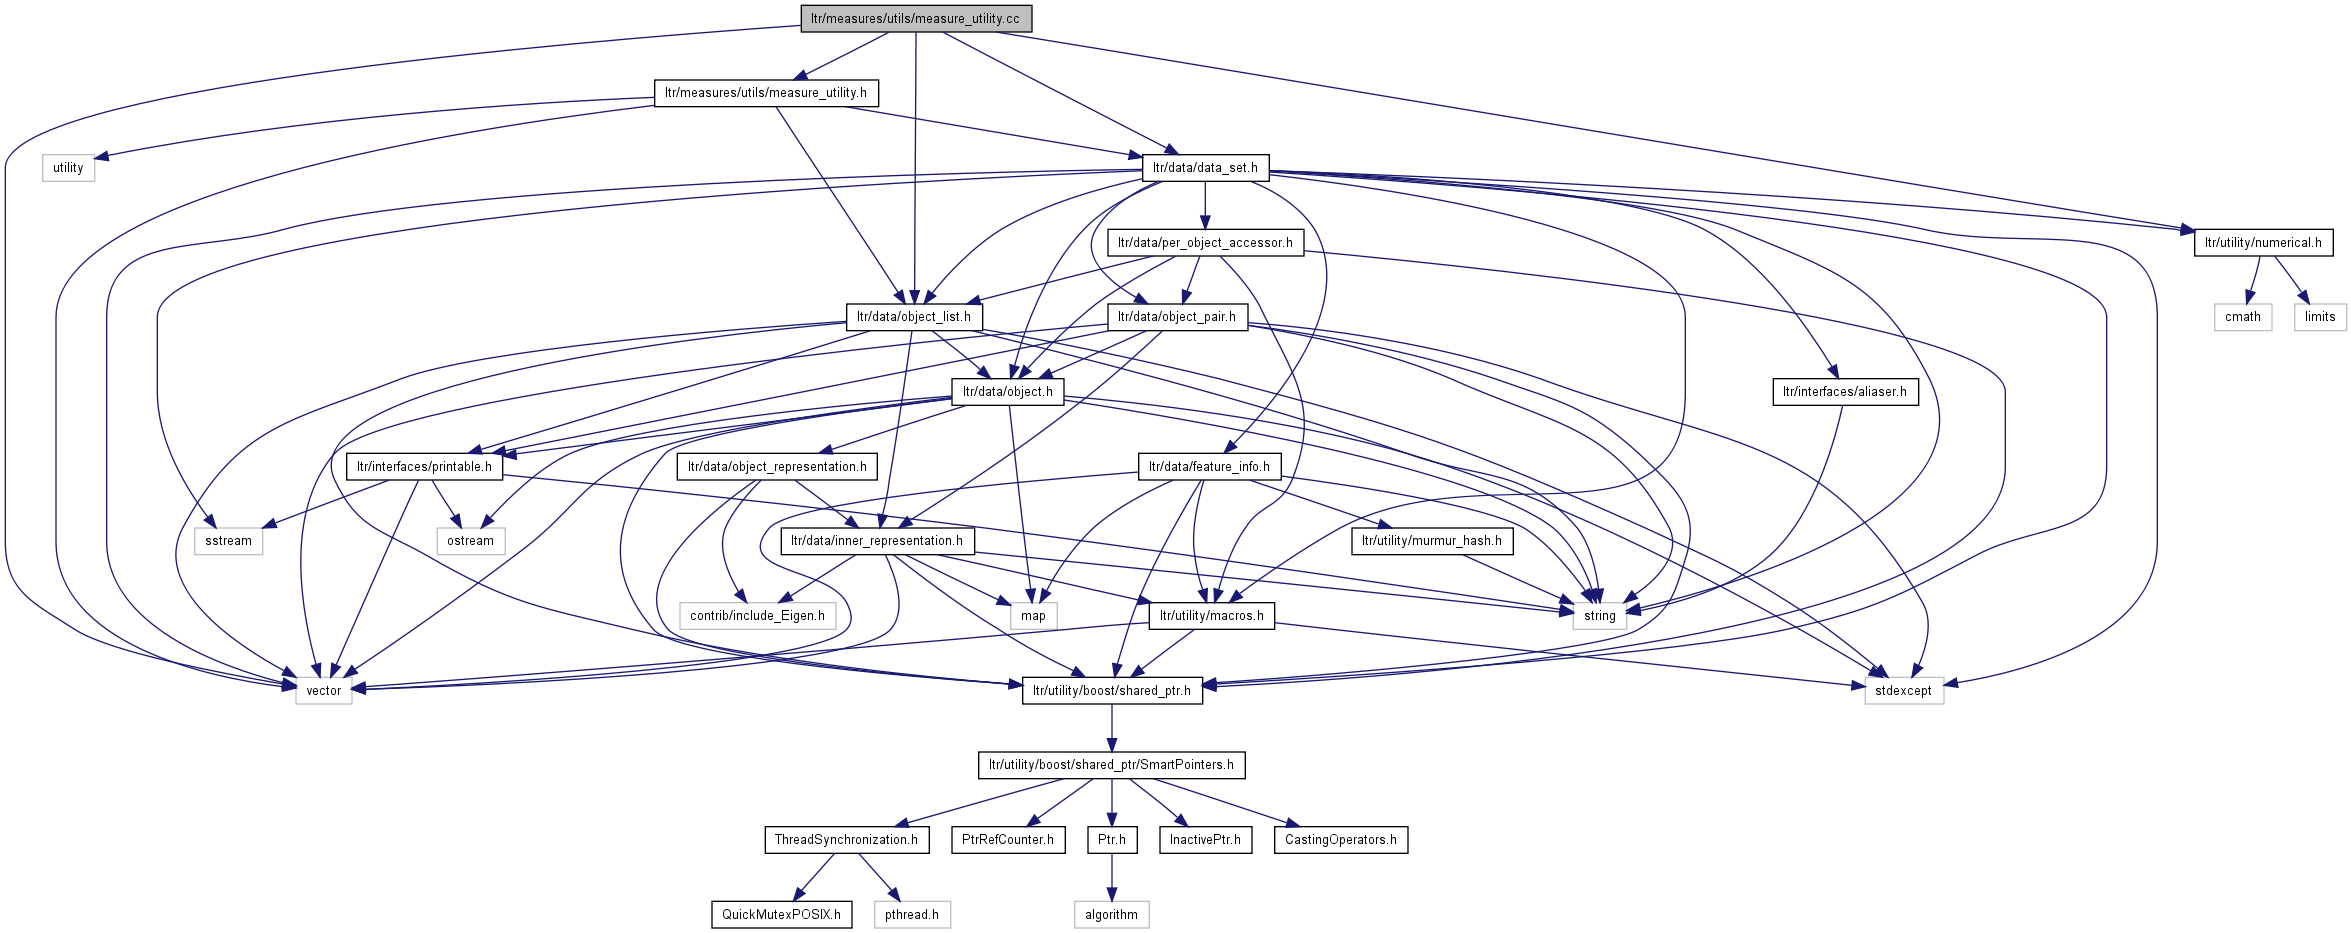 ltr/measures/utils/measure_utility.cc
ltr/measures/utils/measure_utility.h
utility
ltr/data/data_set.h
ltr/data/per_object_accessor.h
ltr/utility/numerical.h
ltr/data/object_list.h
ltr/data/object_pair.h
cmath
limits
ltr/data/object.h
ltr/interfaces/aliaser.h
ltr/interfaces/printable.h
ltr/data/object_representation.h
ltr/data/feature_info.h
sstream
ostream
ltr/data/inner_representation.h
ltr/utility/murmur_hash.h
contrib/include_Eigen.h
map
ltr/utility/macros.h
string
vector
ltr/utility/boost/shared_ptr.h
stdexcept
ltr/utility/boost/shared_ptr/SmartPointers.h
ThreadSynchronization.h
PtrRefCounter.h
Ptr.h
InactivePtr.h
CastingOperators.h
QuickMutexPOSIX.h
pthread.h
algorithm